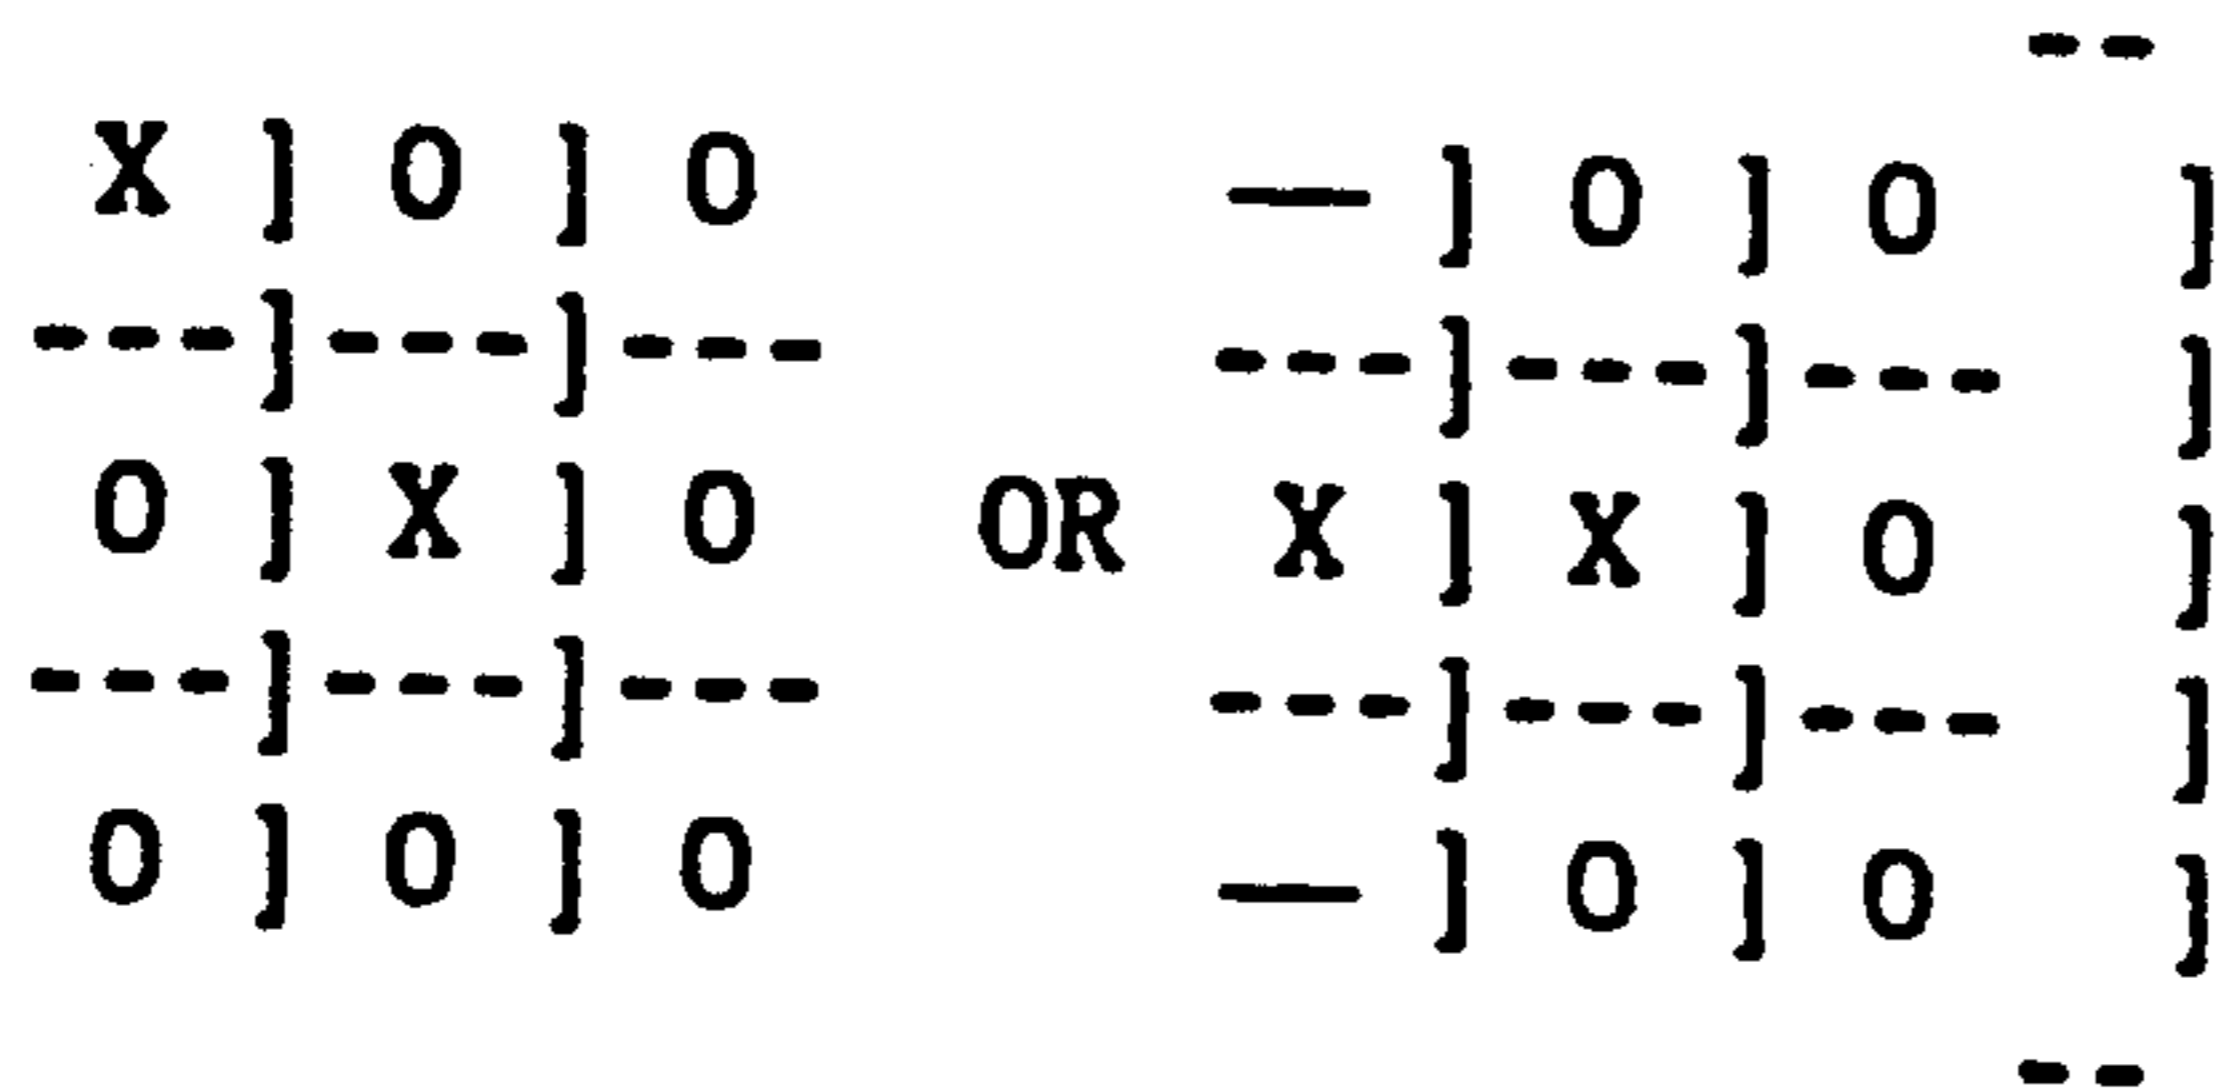 --
X ] O ] O — ] O ] O ]
---]---]--- ---]---]--- ]
O ] X ] O OR X ] X ] O ]
---]---]--- ---]---]--- ]
O ] O ] O — ] O ] O ]
--